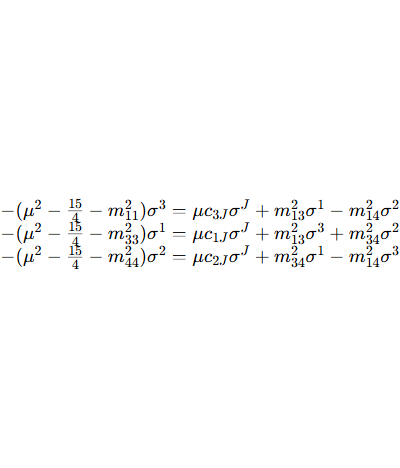 $-(\mu^2 - \frac{15}{4} - m_{11}^2)\sigma^3 = \mu c_{3J}\sigma^J + m_{13}^2\sigma^1 - m_{14}^2\sigma^2$
$-(\mu^2 - \frac{15}{4} - m_{33}^2)\sigma^1 = \mu c_{1J}\sigma^J + m_{13}^2\sigma^3 + m_{34}^2\sigma^2$
$-(\mu^2 - \frac{15}{4} - m_{44}^2)\sigma^2 = \mu c_{2J}\sigma^J + m_{34}^2\sigma^1 - m_{14}^2\sigma^3$